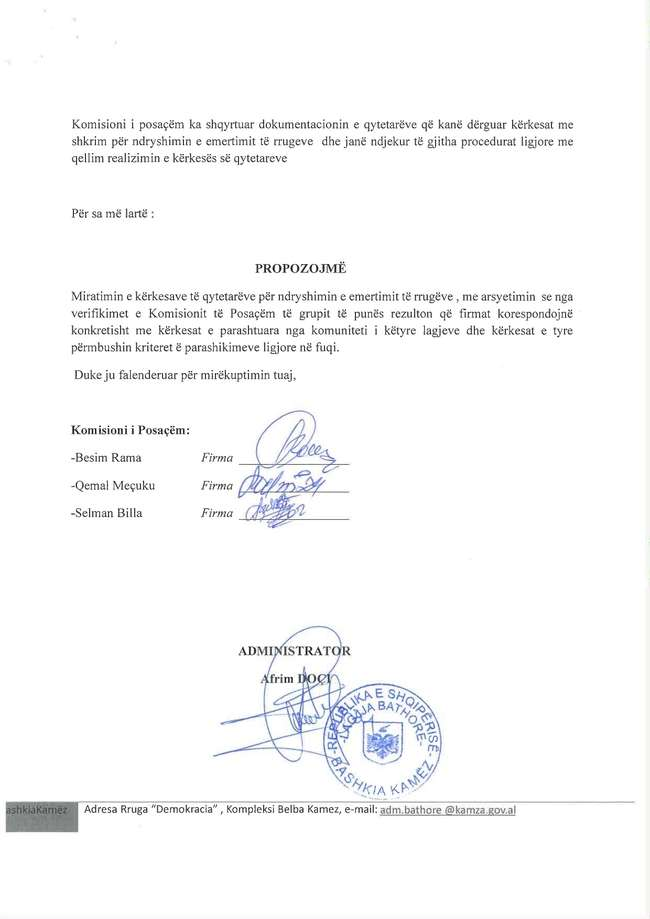 Komisioni i posaçëm ka shqyrtuar dokumentacionin e qytetarëve që kanë dërguar kërkesat me
shkrim për ndryshimin e emertimit të rrugeve dhe janë ndjekur të gjitha procedurat ligjore me
qellim realizimin e kërkesës së qytetareve
Për sa më lartë :
PROPOZOJMË
Miratimin e kërkesave të qytetarëve për ndryshimin e emertimit të rrugëve , me arsyetimin se nga
verifikimet e Komisionit të Posaçëm të grupit të punës rezulton që firmat korespondojnë
konkretisht me kërkesat e parashtruara nga komuniteti i këtyre lagjeve dhe kërkesat e tyre
përmbushin kriteret ë parashikimeve ligjore në fuqi.
Duke ju falenderuar për mirëkuptimin tuaj,
Komisioni i Posaçëm:
-Besim Rama Firma
-Qemal Meçuku Firma
-Selman Billa Firma
ADMINISTRATOR
Afrim DOÇI
-REPUBLIKA E SHQIPËRISË-
-LAGJJA BATHORE-
BASHKIA KAMËZ
ashkiaKamëz Adresa Rruga "Demokracia" , Kompleksi Belba Kamez, e-mail: adm.bathore @kamza.gov.al